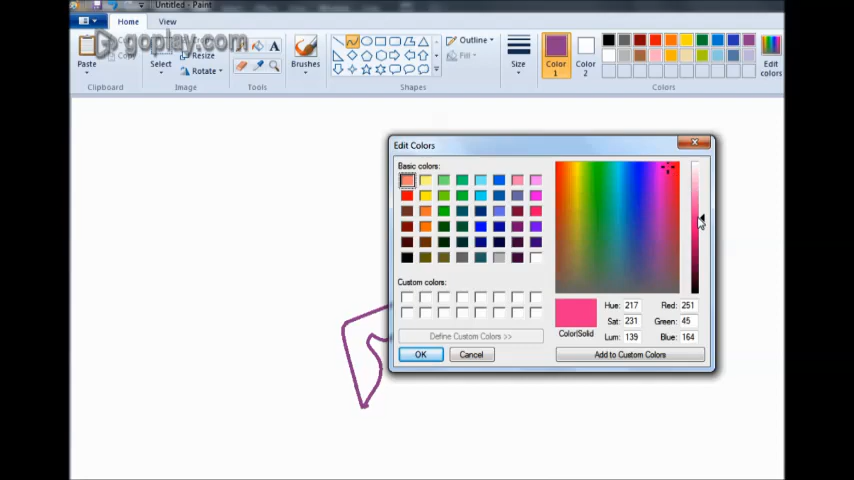 Untitled - Paint
Home View
goplay.com
Paste
Copy
Select
Resize
Rotate
Brushes
Outline
Fill
Size
Color 1
Color 2
Edit colors
Clipboard Image Tools Shapes Colors
Edit Colors
Basic colors:
Custom colors:
Define Custom Colors >>
OK Cancel
Color|Solid
Hue: 217 Red: 251
Sat: 231 Green: 45
Lum: 139 Blue: 164
Add to Custom Colors